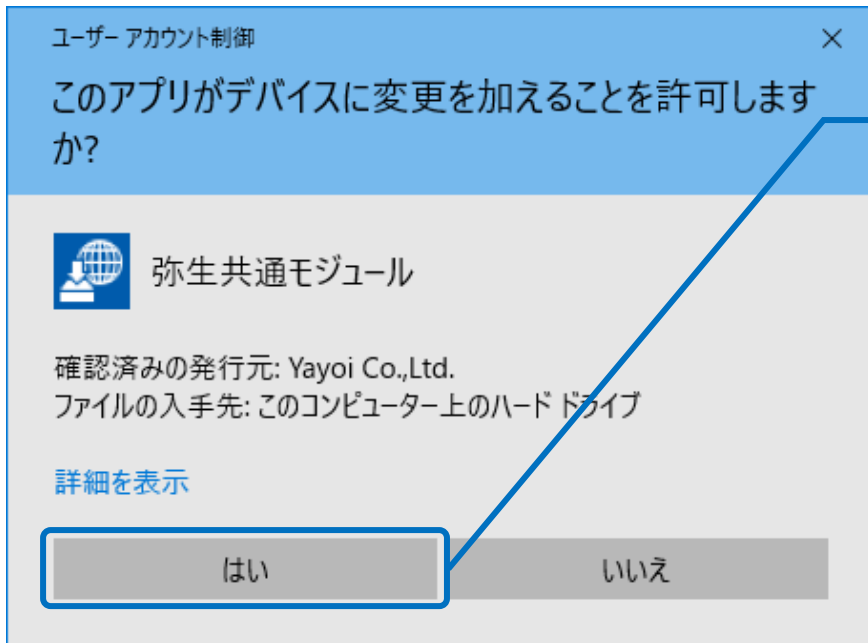 ユーザー アカウント制御
このアプリがデバイスに変更を加えることを許可します
か?
弥生共通モジュール
確認済みの発行元: Yayoi Co.,Ltd.
ファイルの入手先: このコンピューター上のハード ドライブ
詳細を表示
はい
いいえ